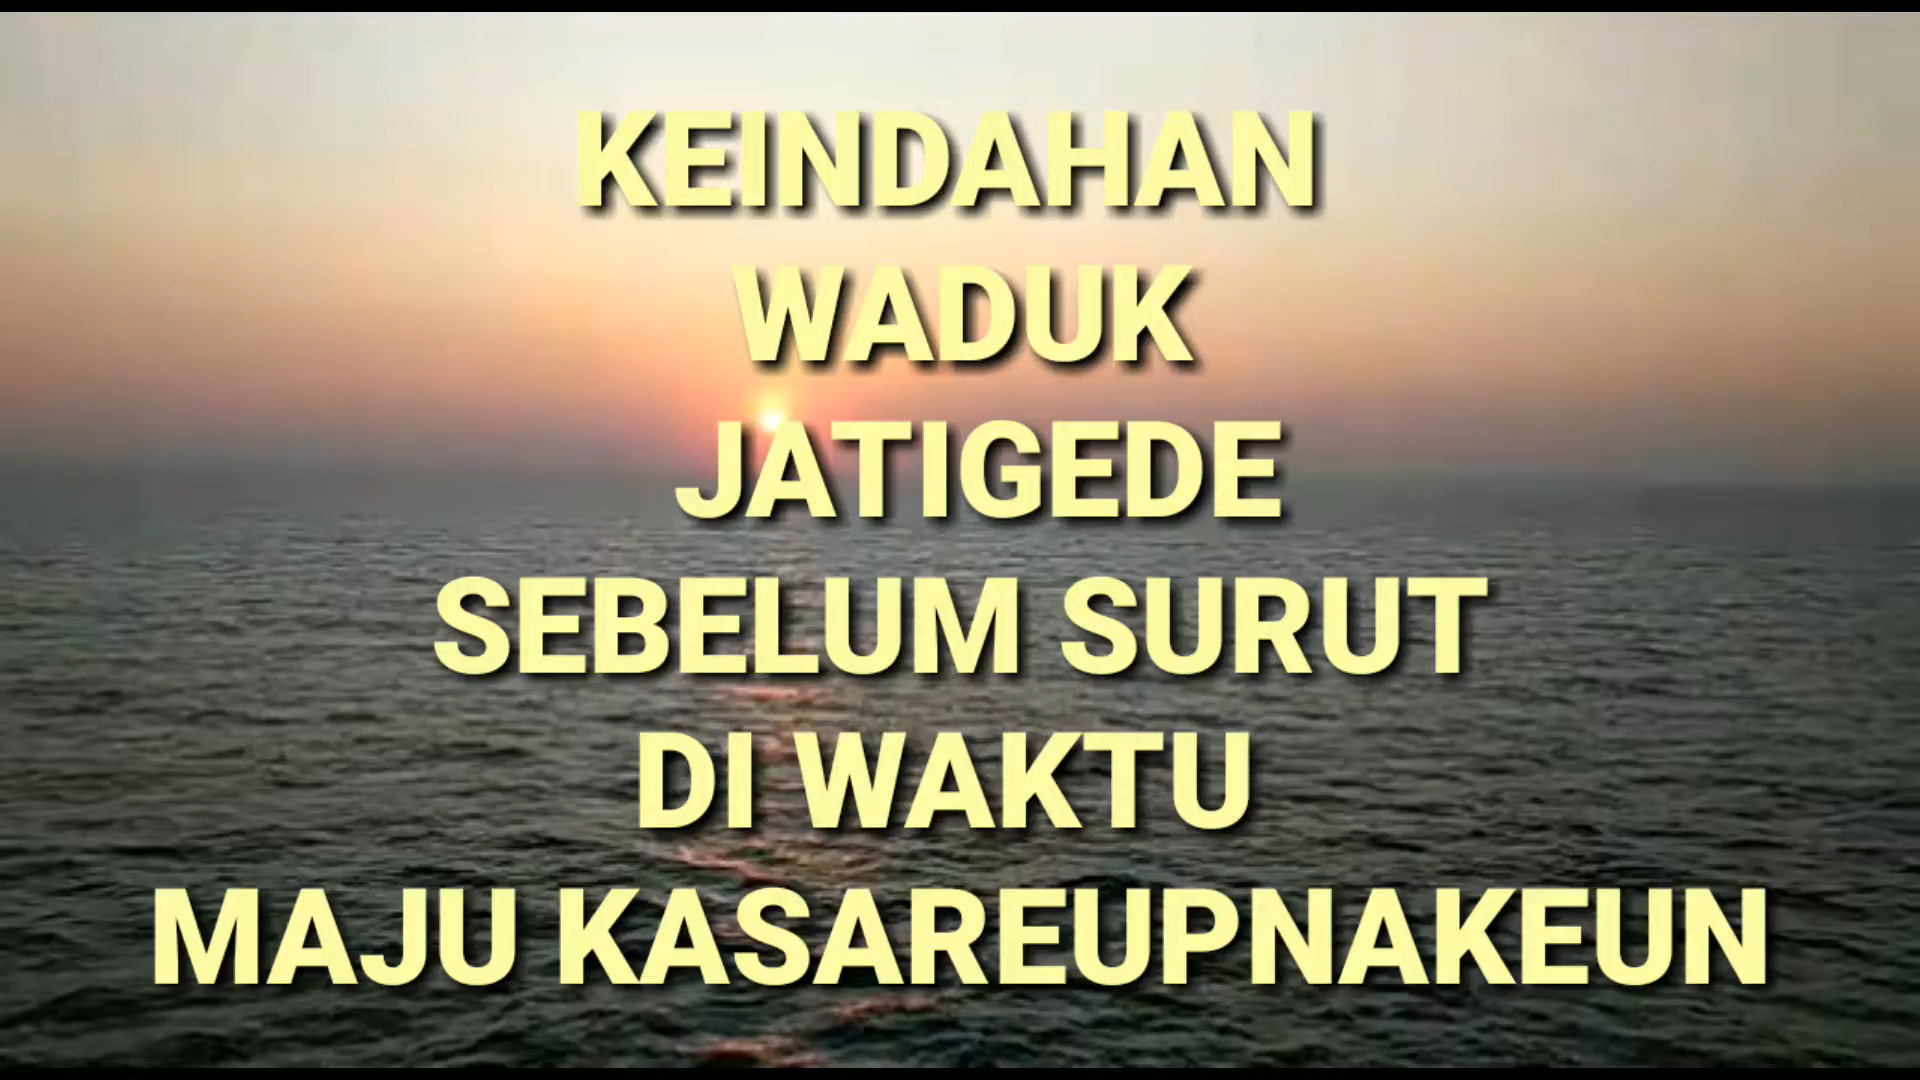 KEINDAHAN
WADUK
JATIGEDE
SEBELUM SURUT
DI WAKTU
MAJU KASAREUPNAKEUN